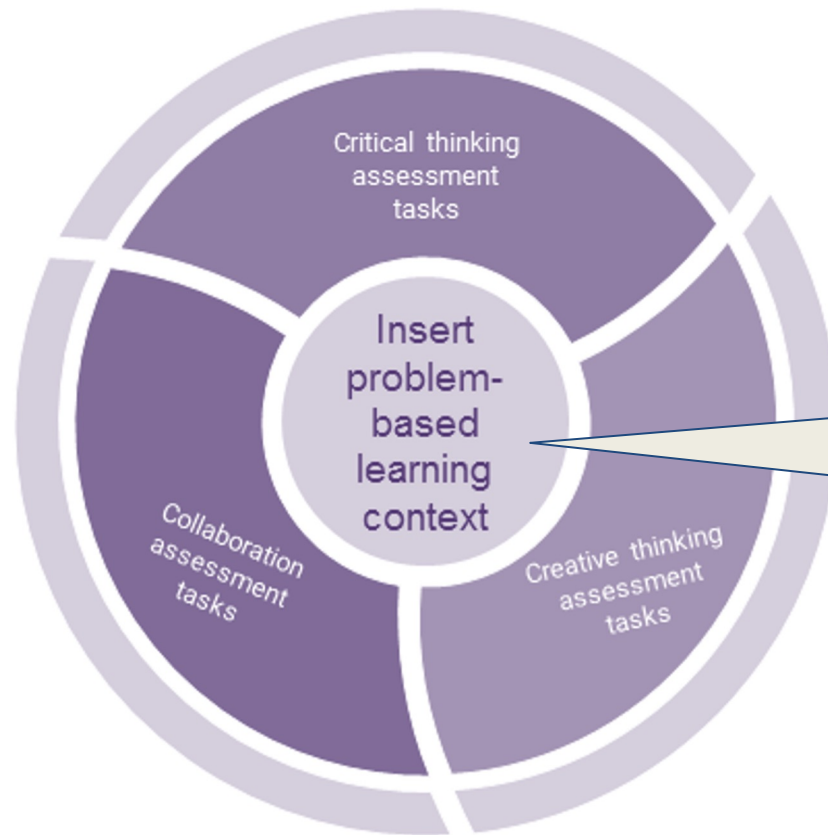 Critical thinking
assessment
tasks
Insert
problem-
based
learning
context
Collaboration
assessment
tasks
Creative thinking
assessment
tasks